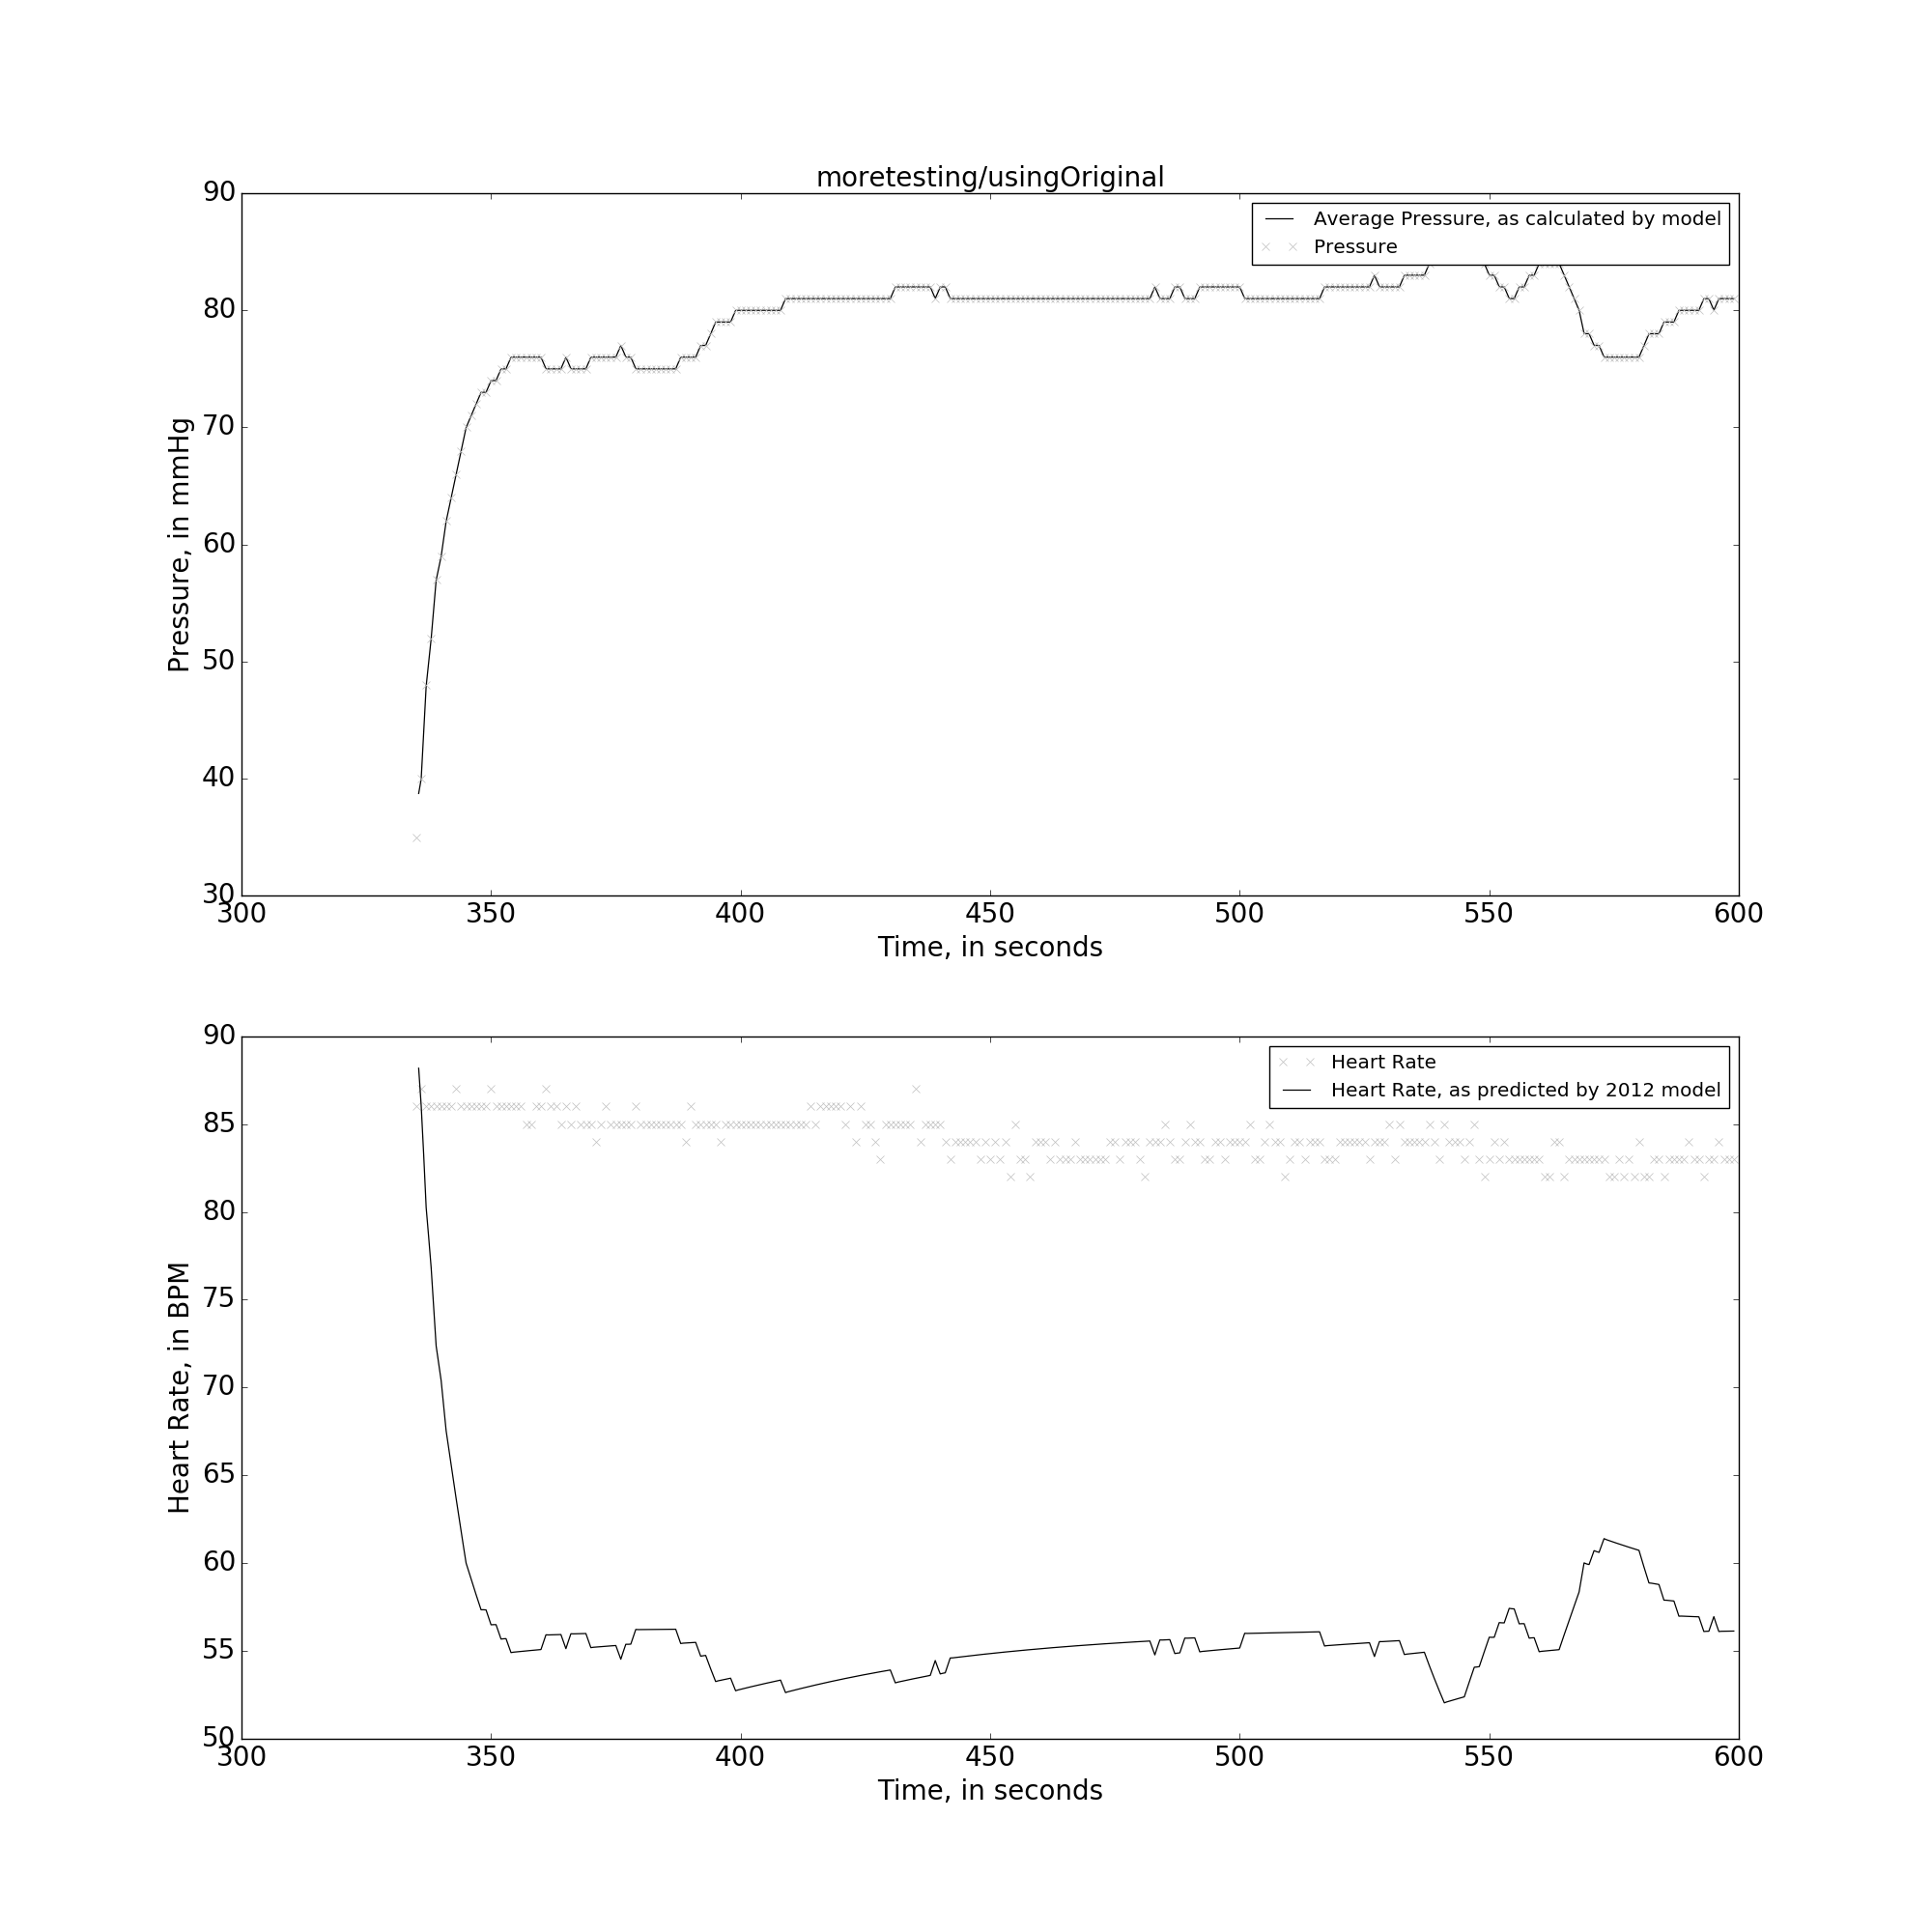 moretesting/usingOriginal
90
80
70
60
50
40
30
Pressure, in mmHg
Average Pressure, as calculated by model
Pressure
300 350 400 450 500 550 600
Time, in seconds
90
85
80
75
70
65
60
55
50
Heart Rate, in BPM
Heart Rate
Heart Rate, as predicted by 2012 model
300 350 400 450 500 550 600
Time, in seconds